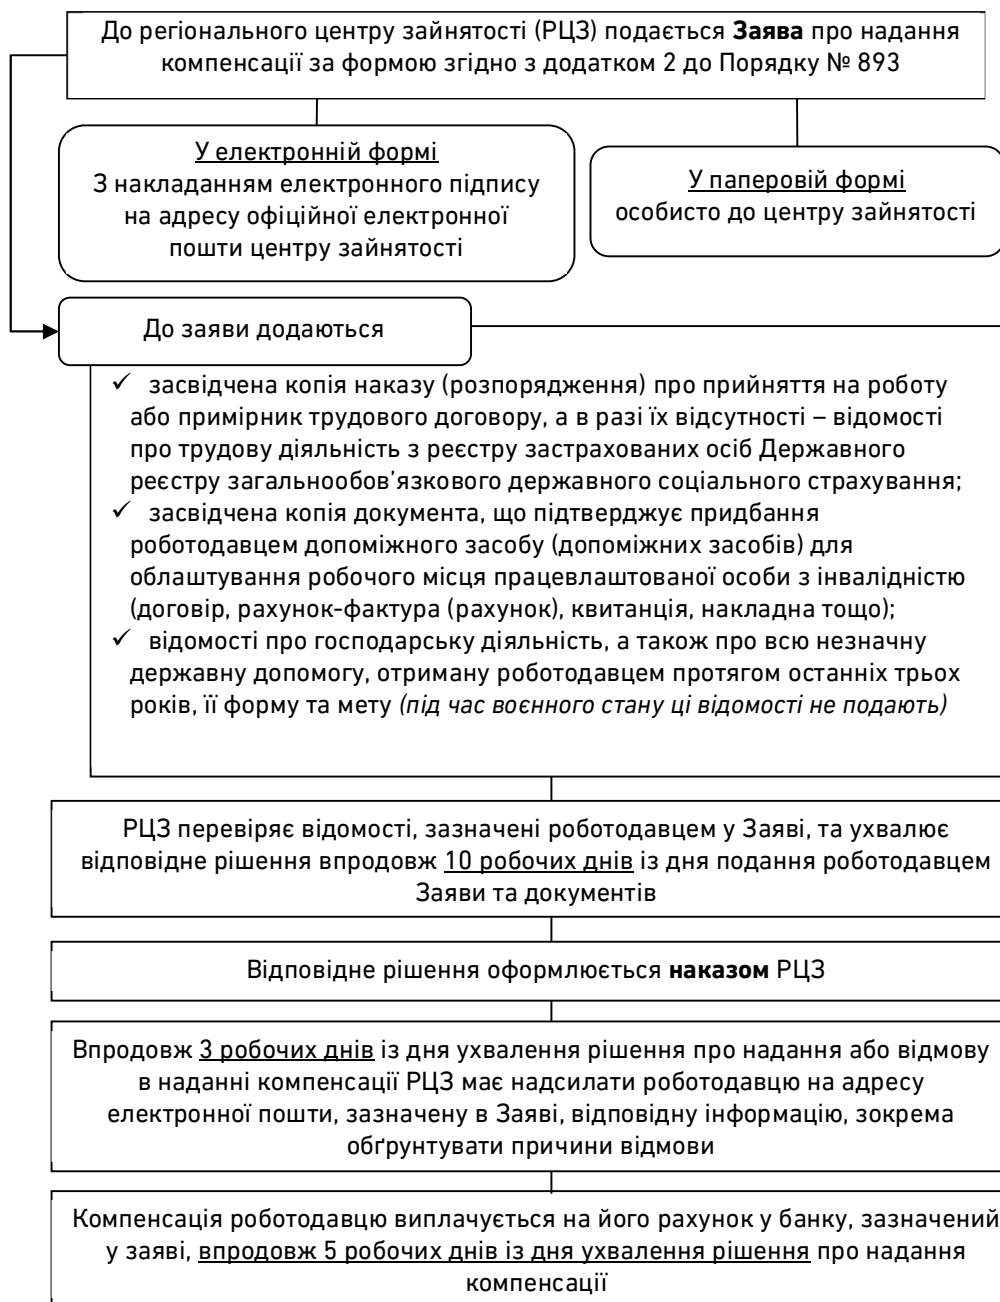 До регіонального центру зайнятості (РЦЗ) подається Заява про надання
компенсації за формою згідно з додатком 2 до Порядку № 893
У електронній формі
З накладанням електронного підпису
на адресу офіційної електронної
пошти центру зайнятості
У паперовій формі
особисто до центру зайнятості
До заяви додаються
✓ засвідчена копія наказу (розпорядження) про прийняття на роботу
або примірник трудового договору, а в разі їх відсутності – відомості
про трудову діяльність з реєстру застрахованих осіб Державного
реєстру загальнообов’язкового державного соціального страхування;
✓ засвідчена копія документа, що підтверджує придбання
роботодавцем допоміжного засобу (допоміжних засобів) для
облаштування робочого місця працевлаштованої особи з інвалідністю
(договір, рахунок-фактура (рахунок), квитанція, накладна тощо);
✓ відомості про господарську діяльність, а також про всю незначну
державну допомогу, отриману роботодавцем протягом останніх трьох
років, її форму та мету (під час воєнного стану ці відомості не подають)
РЦЗ перевіряє відомості, зазначені роботодавцем у Заяві, та ухвалює
відповідне рішення впродовж 10 робочих днів із дня подання роботодавцем
Заяви та документів
Відповідне рішення оформлюється наказом РЦЗ
Впродовж 3 робочих днів із дня ухвалення рішення про надання або відмову
в наданні компенсації РЦЗ має надсилати роботодавцю на адресу
електронної пошти, зазначену в Заяві, відповідну інформацію, зокрема
обґрунтувати причини відмови
Компенсація роботодавцю виплачується на його рахунок у банку, зазначений
у заяві, впродовж 5 робочих днів із дня ухвалення рішення про надання
компенсації